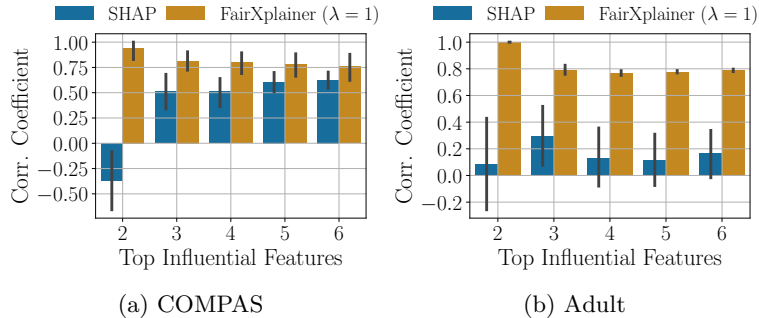 SHAP FairXplainer (λ = 1)
Corr. Coefficient
1.00
0.75
0.50
0.25
0.00
−0.25
−0.50
2 3 4 5 6
Top Influential Features
(a) COMPAS
SHAP FairXplainer (λ = 1)
Corr. Coefficient
1.0
0.8
0.6
0.4
0.2
0.0
−0.2
2 3 4 5 6
Top Influential Features
(b) Adult